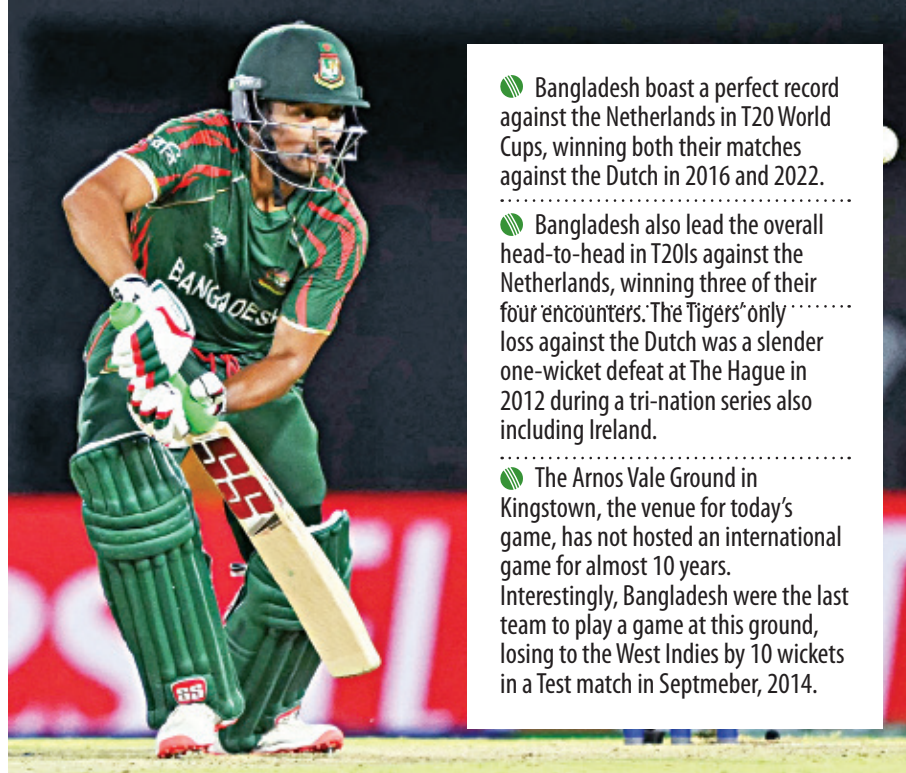 Bangladesh boast a perfect record
against the Netherlands in T20 World
Cups, winning both their matches
against the Dutch in 2016 and 2022.
Bangladesh also lead the overall
head-to-head in T20Is against the
Netherlands, winning three of their
four encounters. The Tigers’ only
loss against the Dutch was a slender
one-wicket defeat at The Hague in
2012 during a tri-nation series also
including Ireland.
The Arnos Vale Ground in
Kingstown, the venue for today’s
game, has not hosted an international
game for almost 10 years.
Interestingly, Bangladesh were the last
team to play a game at this ground,
losing to the West Indies by 10 wickets
in a Test match in Septmeber, 2014.
BANGLADESH
SS
SS